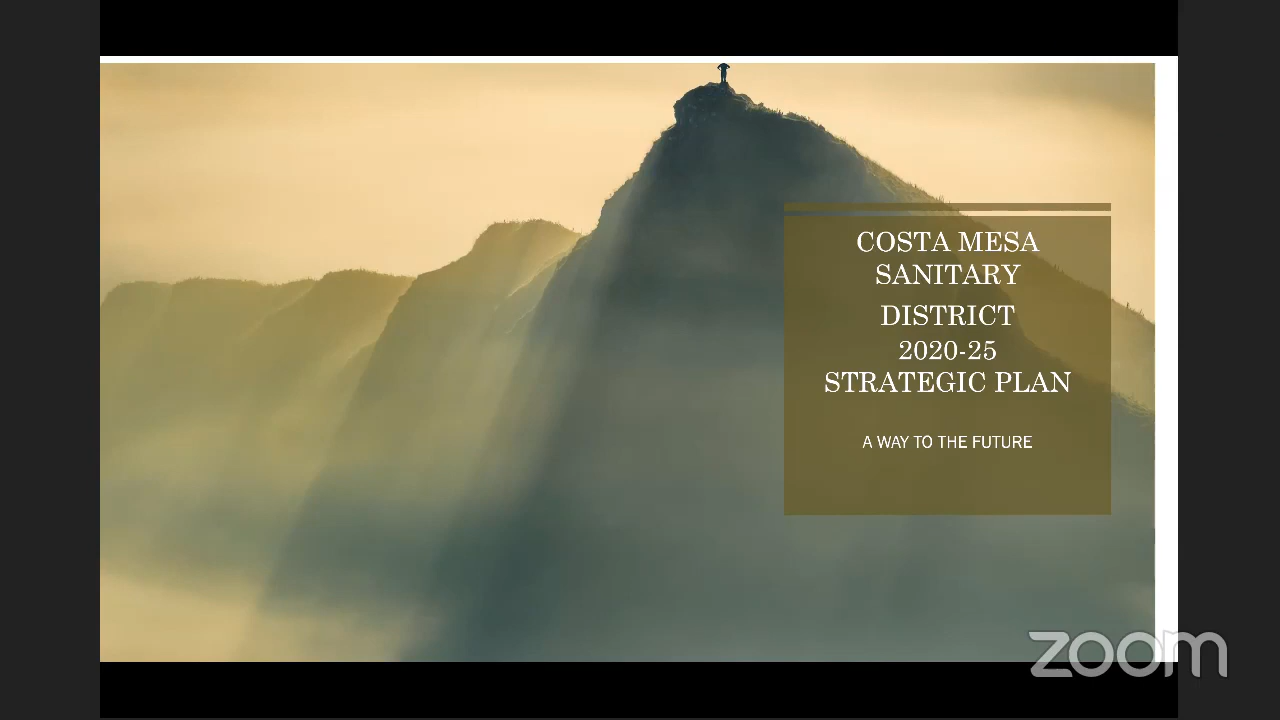 COSTA MESA
SANITARY
DISTRICT
2020-25
STRATEGIC PLAN
A WAY TO THE FUTURE
zoom